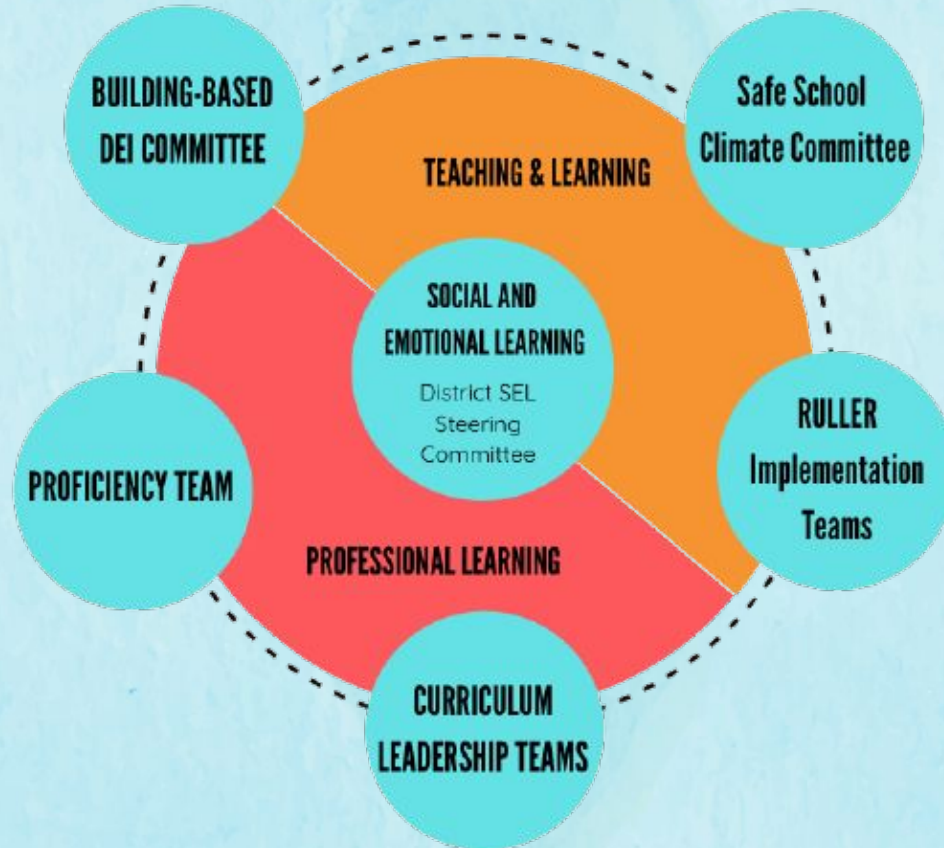 BUILDING-BASED
DEI COMMITTEE
Safe School
Climate Committee
TEACHING & LEARNING
SOCIAL AND
EMOTIONAL LEARNING
District SEL
Steering
Committee
PROFICIENCY TEAM
RULLER
Implementation
Teams
PROFESSIONAL LEARNING
CURRICULUM
LEADERSHIP TEAMS